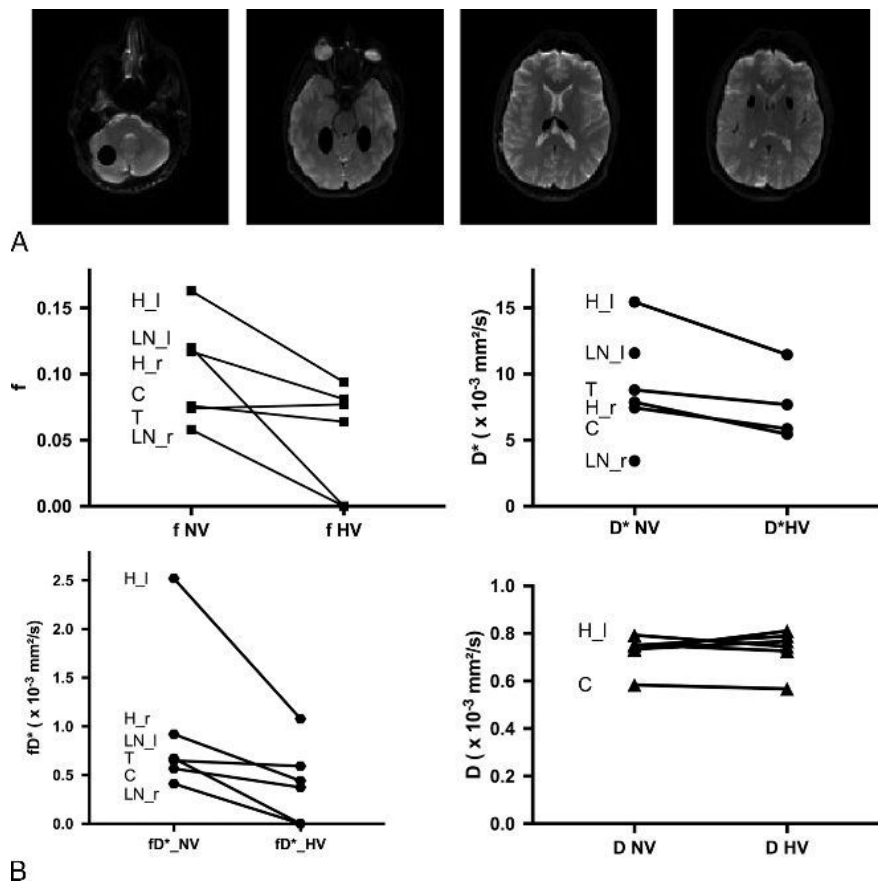 A
f
0.15
0.10
0.05
0.00
H_l
LN_l
H_r
C
T
LN_r
f NV
f HV
D* ( x 10⁻³ mm²/s)
15
10
5
0
H_l
LN_l
T
H_r
C
LN_r
D* NV
D*HV
fD* ( x 10⁻³ mm²/s)
2.5
2.0
1.5
1.0
0.5
0.0
H_l
H_r
LN_l
T
C
LN_r
fD*_NV
fD*_HV
D ( x 10⁻³ mm²/s)
1.0
0.8
0.6
0.4
0.2
0.0
H_l
C
D NV
D HV
B